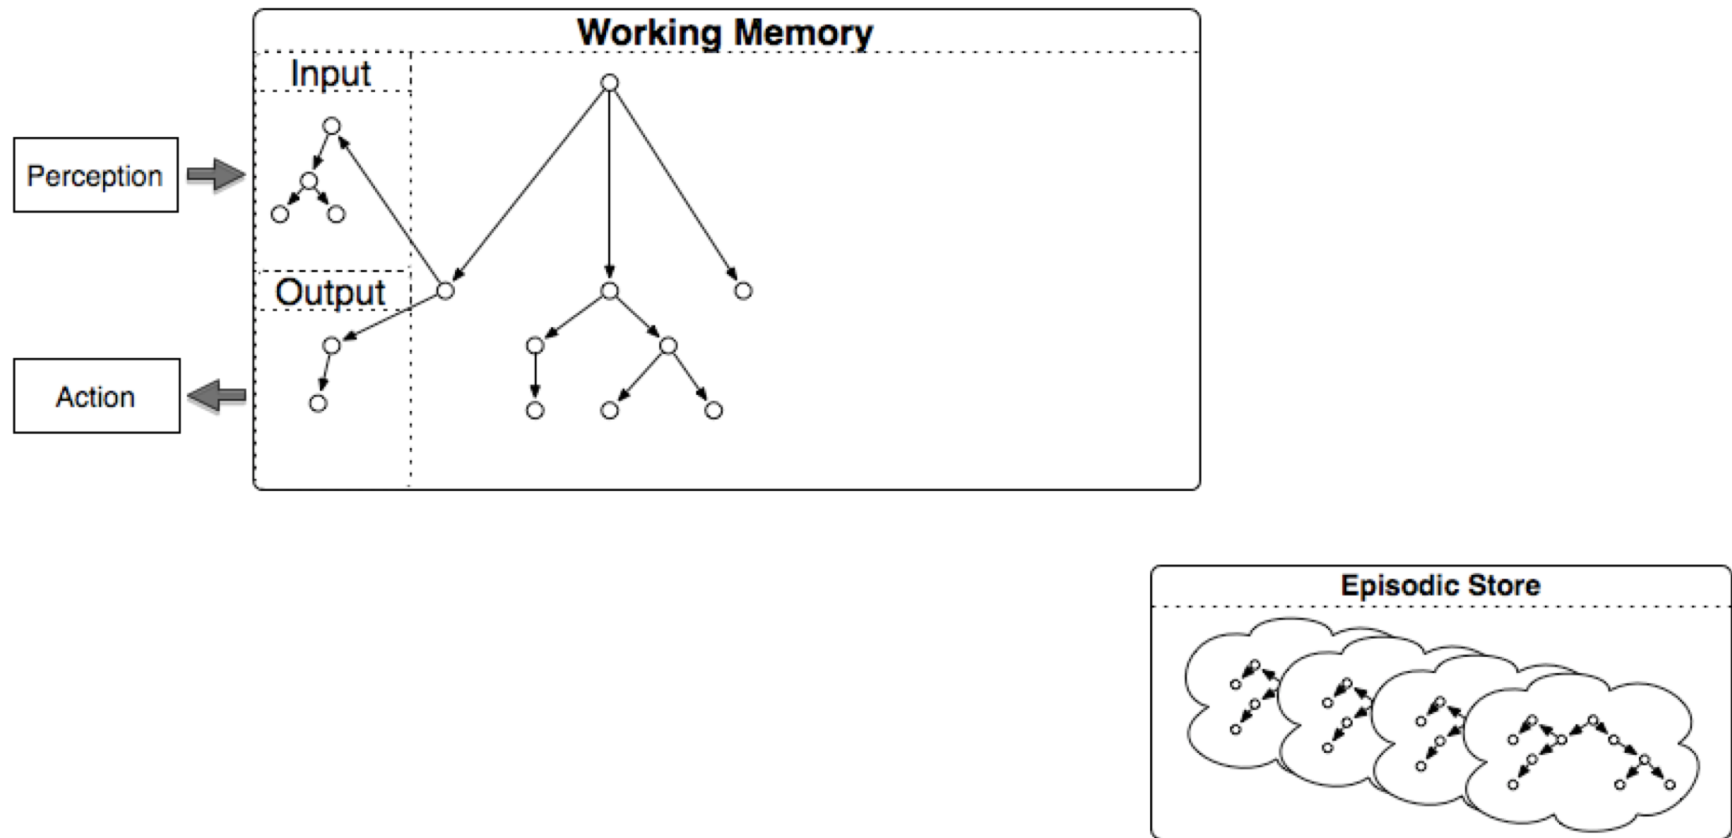 Working Memory
Input
Perception
Output
Action
Episodic Store